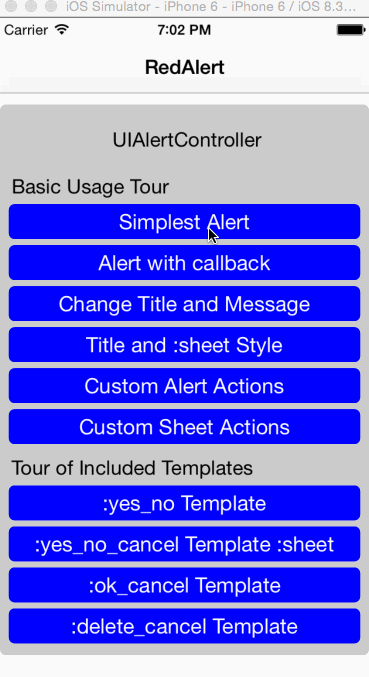 iOS Simulator - iPhone 6 - iPhone 6 / iOS 8.3...
Carrier 7:02 PM
RedAlert
UIAlertController
Basic Usage Tour
Simplest Alert
Alert with callback
Change Title and Message
Title and :sheet Style
Custom Alert Actions
Custom Sheet Actions
Tour of Included Templates
:yes_no Template
:yes_no_cancel Template :sheet
:ok_cancel Template
:delete_cancel Template